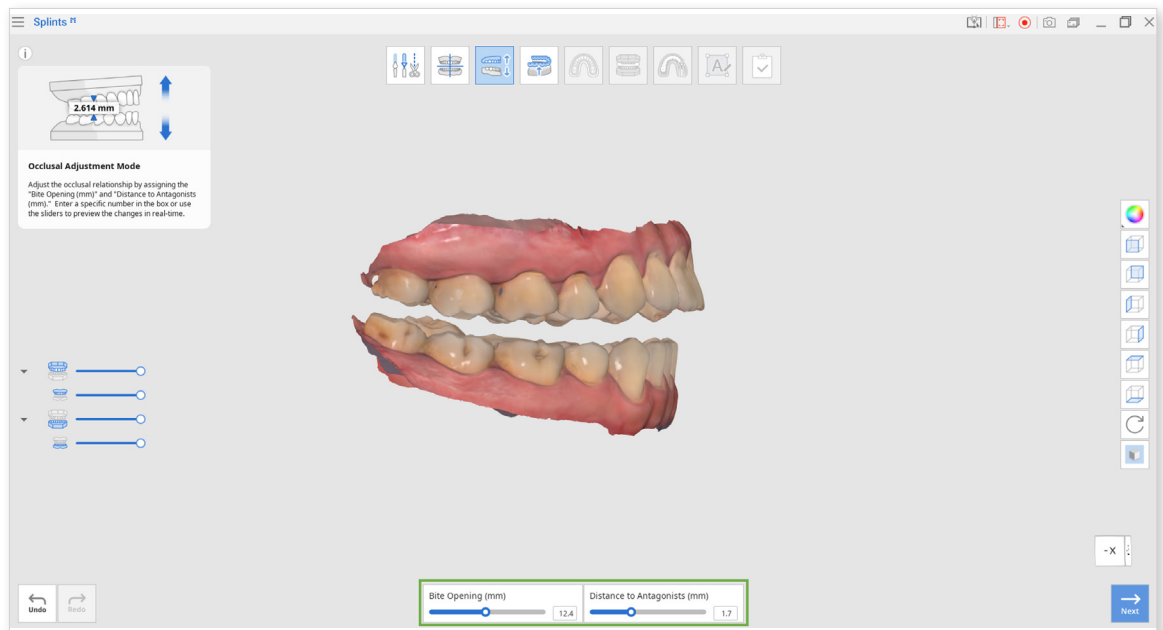 Splints
2.614 mm
Occlusal Adjustment Mode
Adjust the occlusal relationship by assigning the
"Bite Opening (mm)" and "Distance to Antagonists
(mm)." Enter a specific number in the box or use
the sliders to preview the changes in real-time.
-X
Undo
Redo
Bite Opening (mm)
12.4
Distance to Antagonists (mm)
1.7
Next